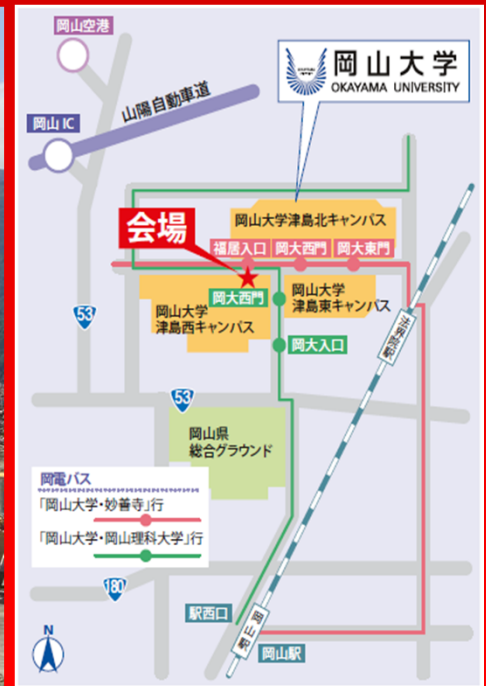 岡山空港
岡山大学
OKAYAMA UNIVERSITY
山陽自動車道
岡山IC
岡山大学津島北キャンパス
会場
福居入口
岡大西門
岡大東門
岡大西門
岡山大学
津島東キャンパス
岡山大学
津島西キャンパス
53
法界院駅
岡大入口
53
岡山県
総合グラウンド
岡電バス
「岡山大学・妙善寺」行
「岡山大学・岡山理科大学」行
180
駅西口
岡山駅
岡山駅
N